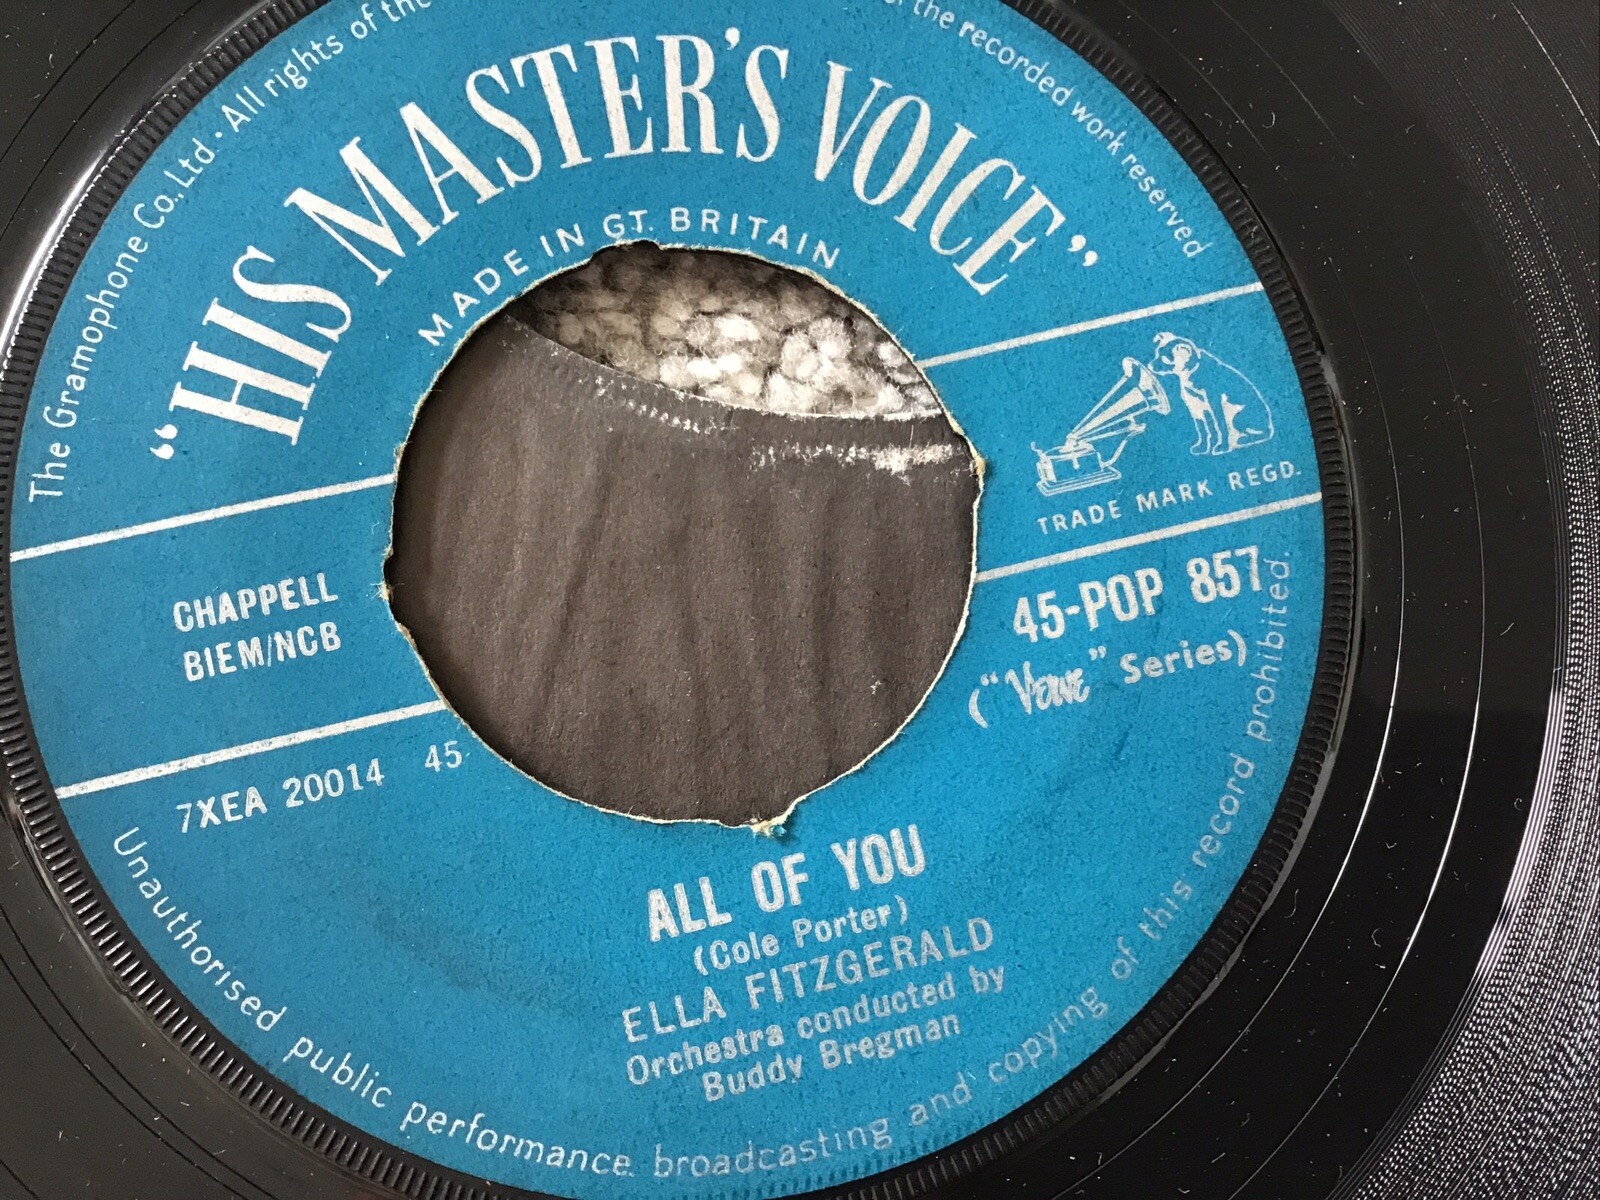 The Gramophone Co., Ltd. All rights of the
of the recorded work reserved
"HIS MASTER'S VOICE"
MADE IN GT. BRITAIN
TRADE MARK REGD.
CHAPPELL
BIEM/NCB
45-POP 857
("Verve" Series)
7XEA 20014 45-
ALL OF YOU
(Cole Porter)
ELLA FITZGERALD
Orchestra conducted by
Buddy Bregman
Unauthorised public performance broadcasting and copying of this record prohibited.